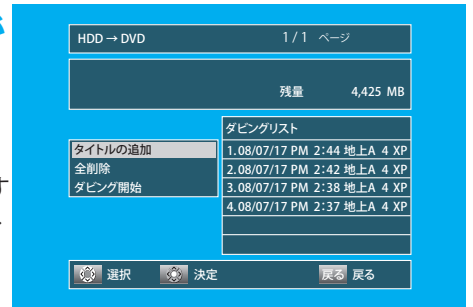 HDD → DVD 1 / 1 ページ
残量 4,425 MB
ダビングリスト
タイトルの追加
全削除
ダビング開始
1.08/07/17 PM 2:44 地上A 4 XP
2.08/07/17 PM 2:42 地上A 4 XP
3.08/07/17 PM 2:38 地上A 4 XP
4.08/07/17 PM 2:37 地上A 4 XP
選択 決定 戻る 戻る
す